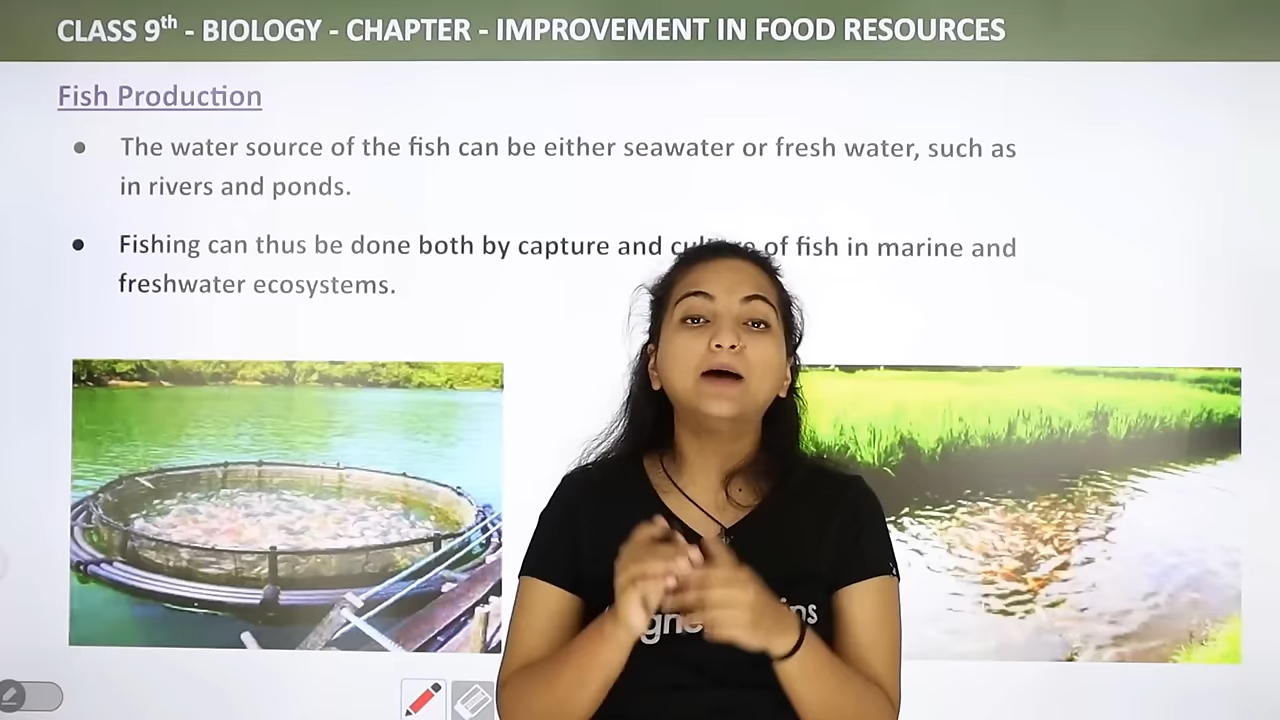 CLASS 9th - BIOLOGY - CHAPTER - IMPROVEMENT IN FOOD RESOURCES
Fish Production
The water source of the fish can be either seawater or fresh water, such as
in rivers and ponds.
Fishing can thus be done both by capture and culture of fish in marine and
freshwater ecosystems.